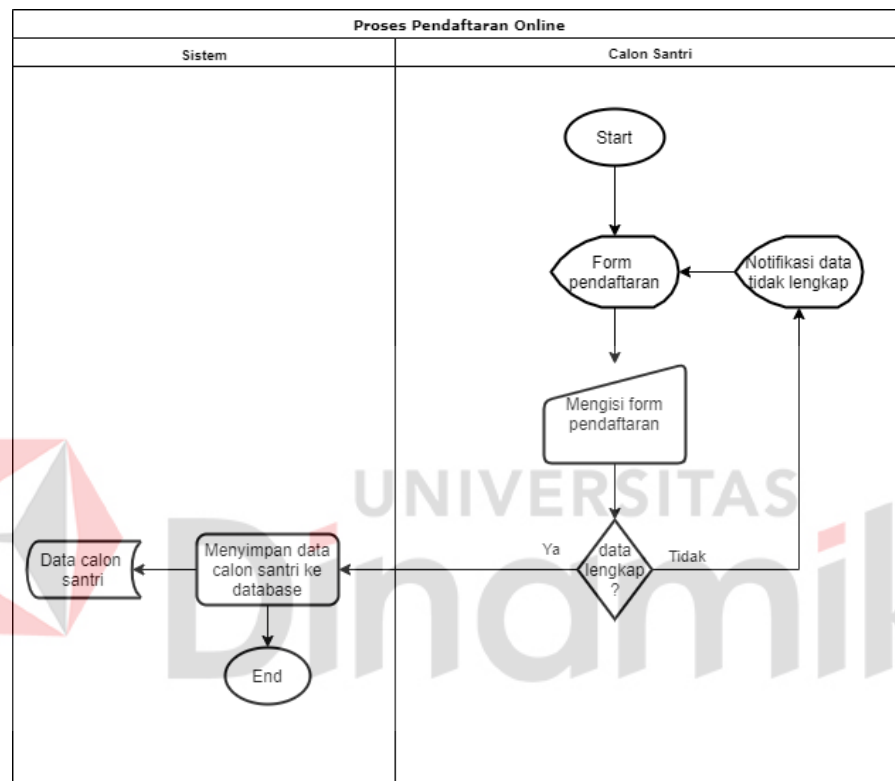 Proses Pendaftaran Online
Sistem
Calon Santri
Start
Form
pendaftaran
Notifikasi data
tidak lengkap
Mengisi form
pendaftaran
UNIVERSITAS
Dinamik
data
lengkap
?
Ya
Tidak
Menyimpan data
calon santri ke
database
Data calon
santri
End